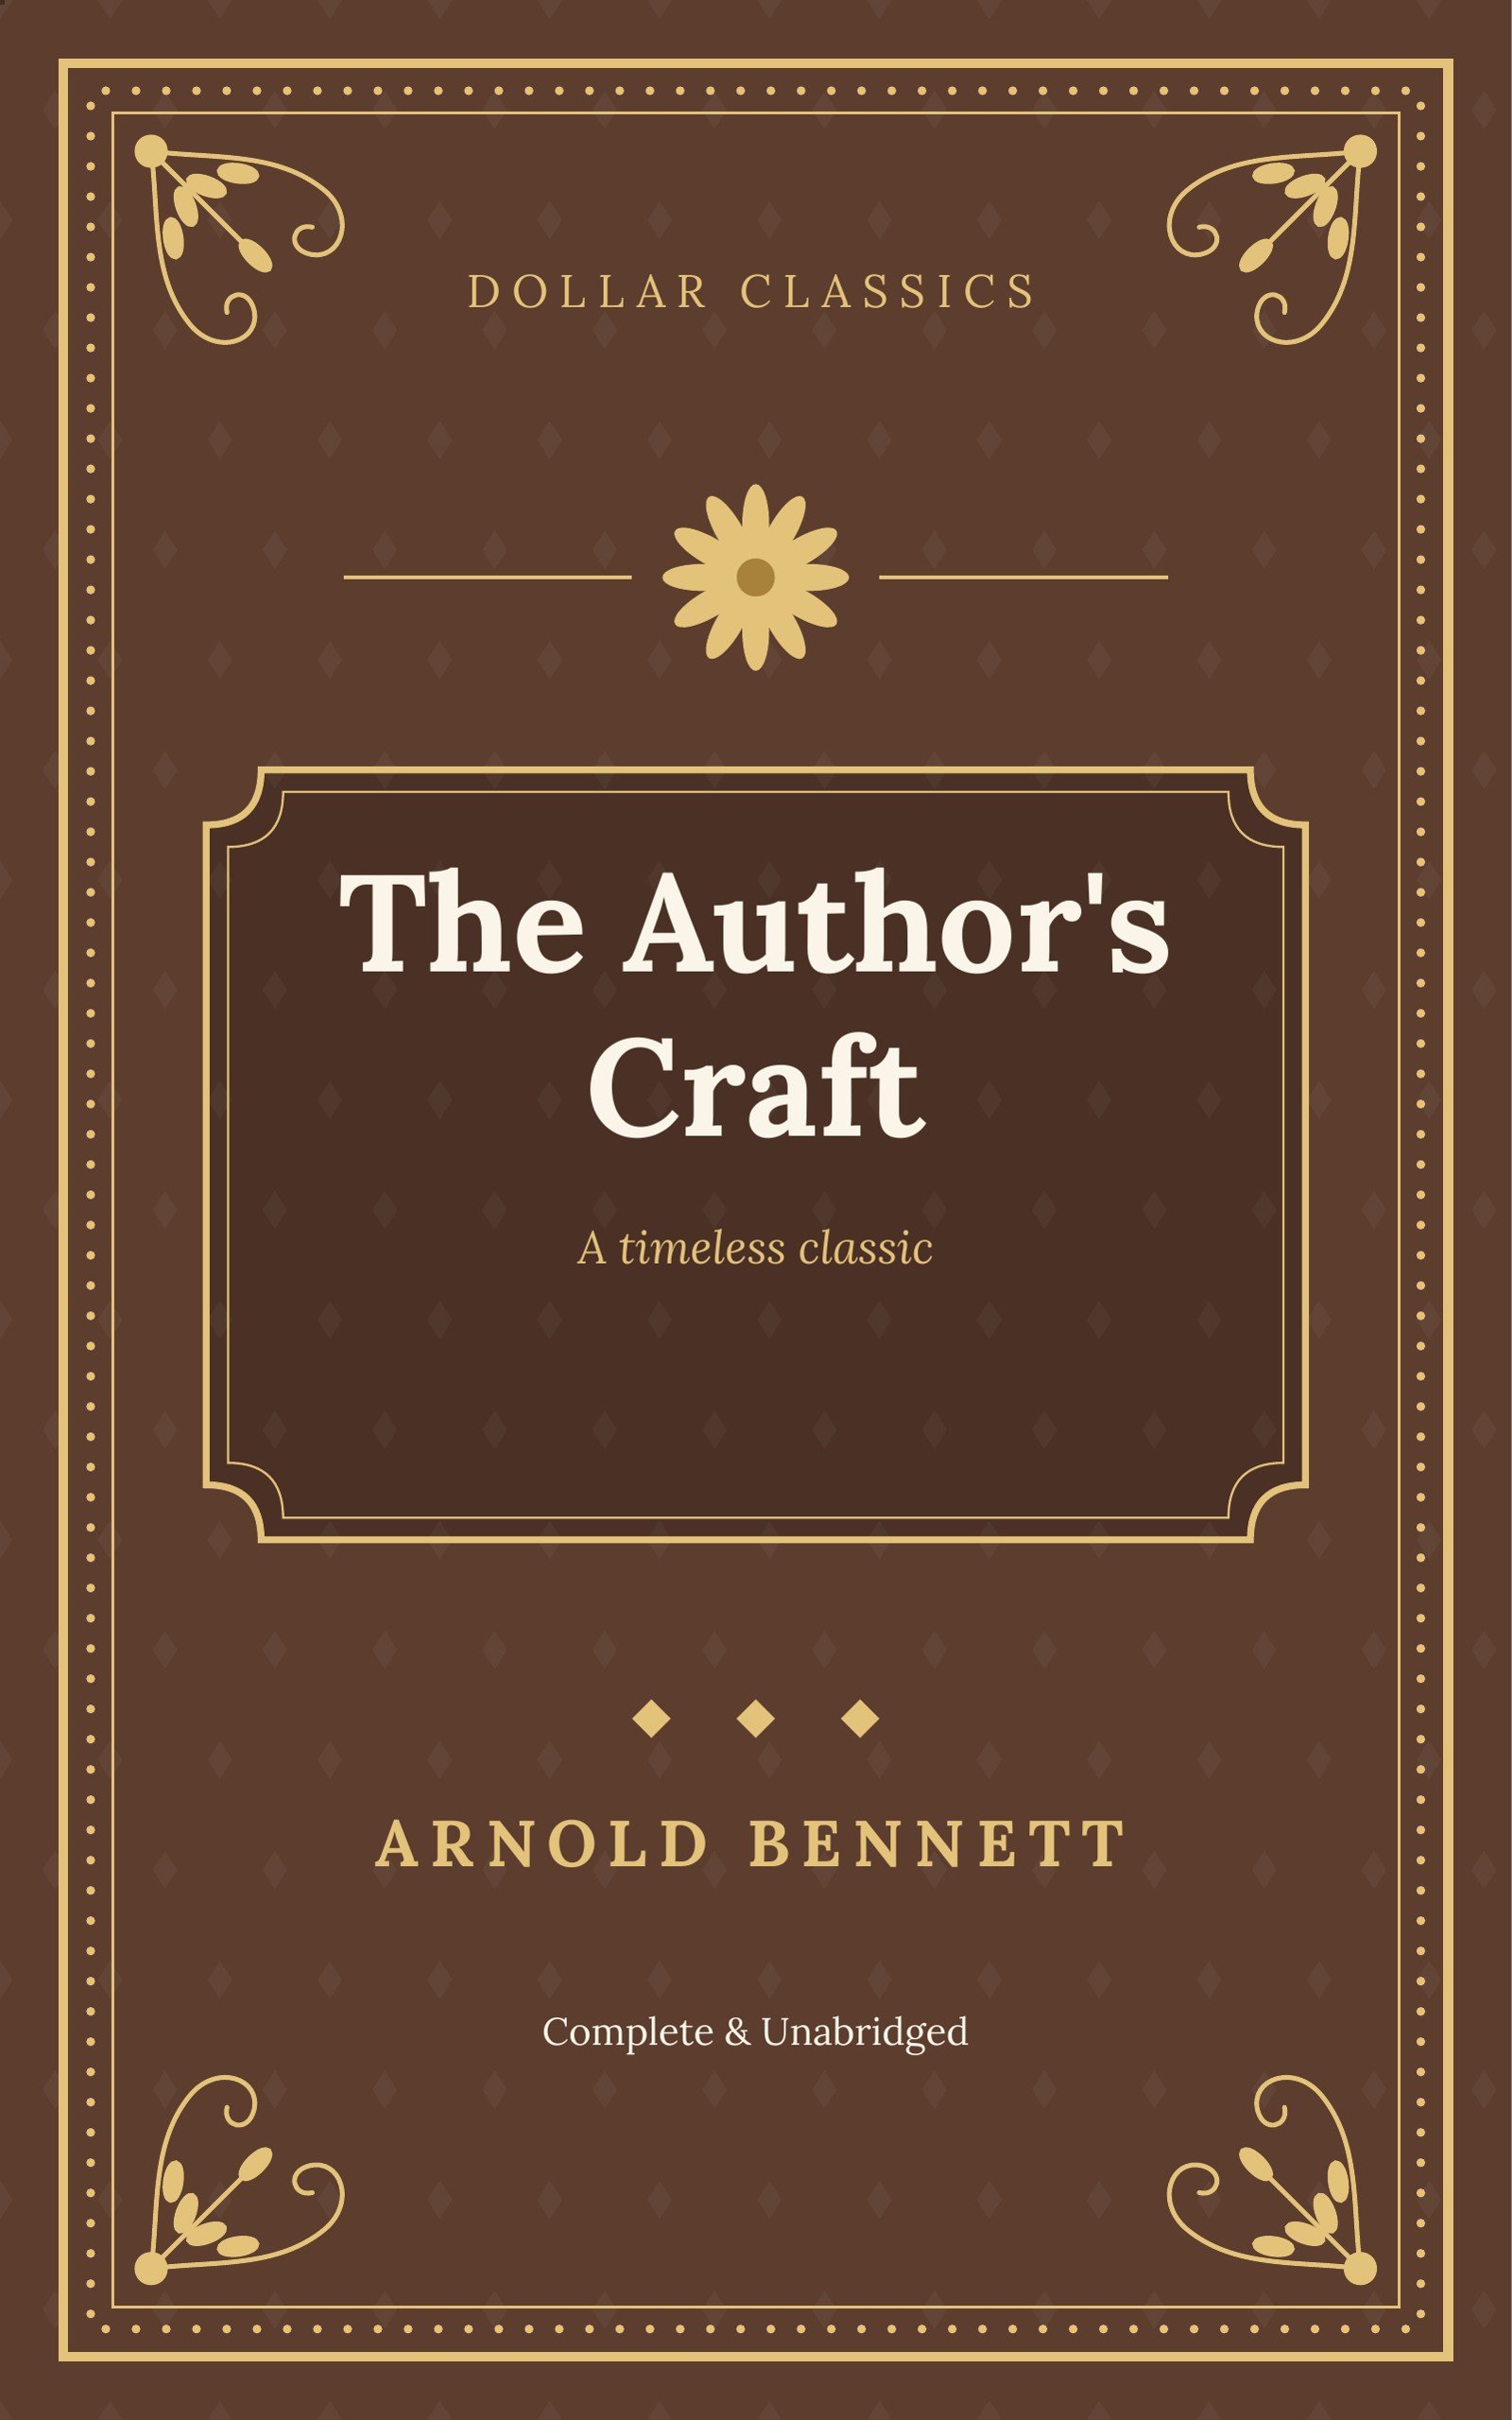 DOLLAR CLASSICS
The Author's
Craft
A timeless classic
ARNOLD BENNETT
Complete & Unabridged